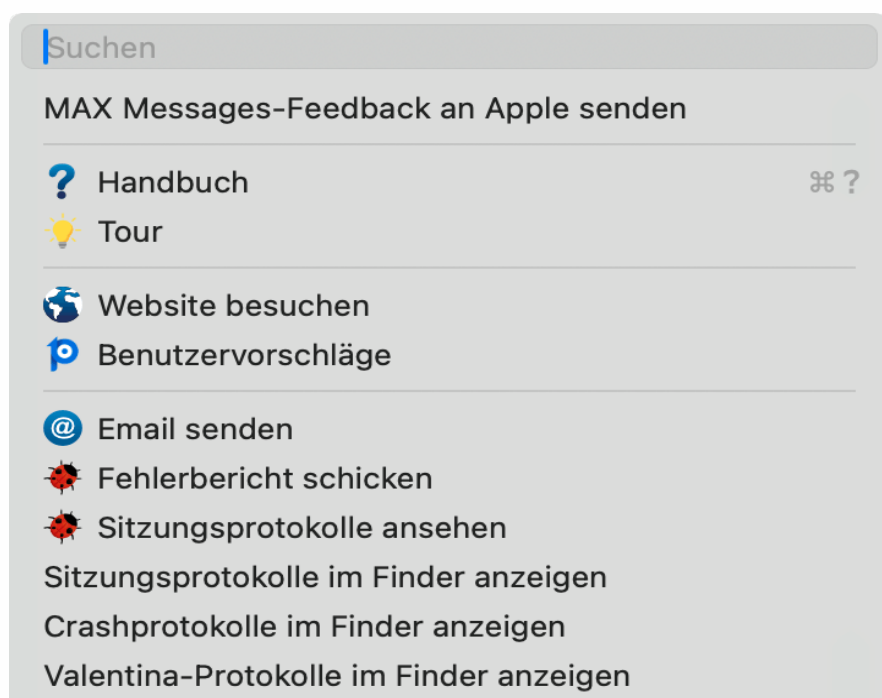 Suchen
MAX Messages-Feedback an Apple senden
Handbuch ⌘ ?
Tour
Website besuchen
Benutzervorschläge
Email senden
Fehlerbericht schicken
Sitzungsprotokolle ansehen
Sitzungsprotokolle im Finder anzeigen
Crashprotokolle im Finder anzeigen
Valentina-Protokolle im Finder anzeigen